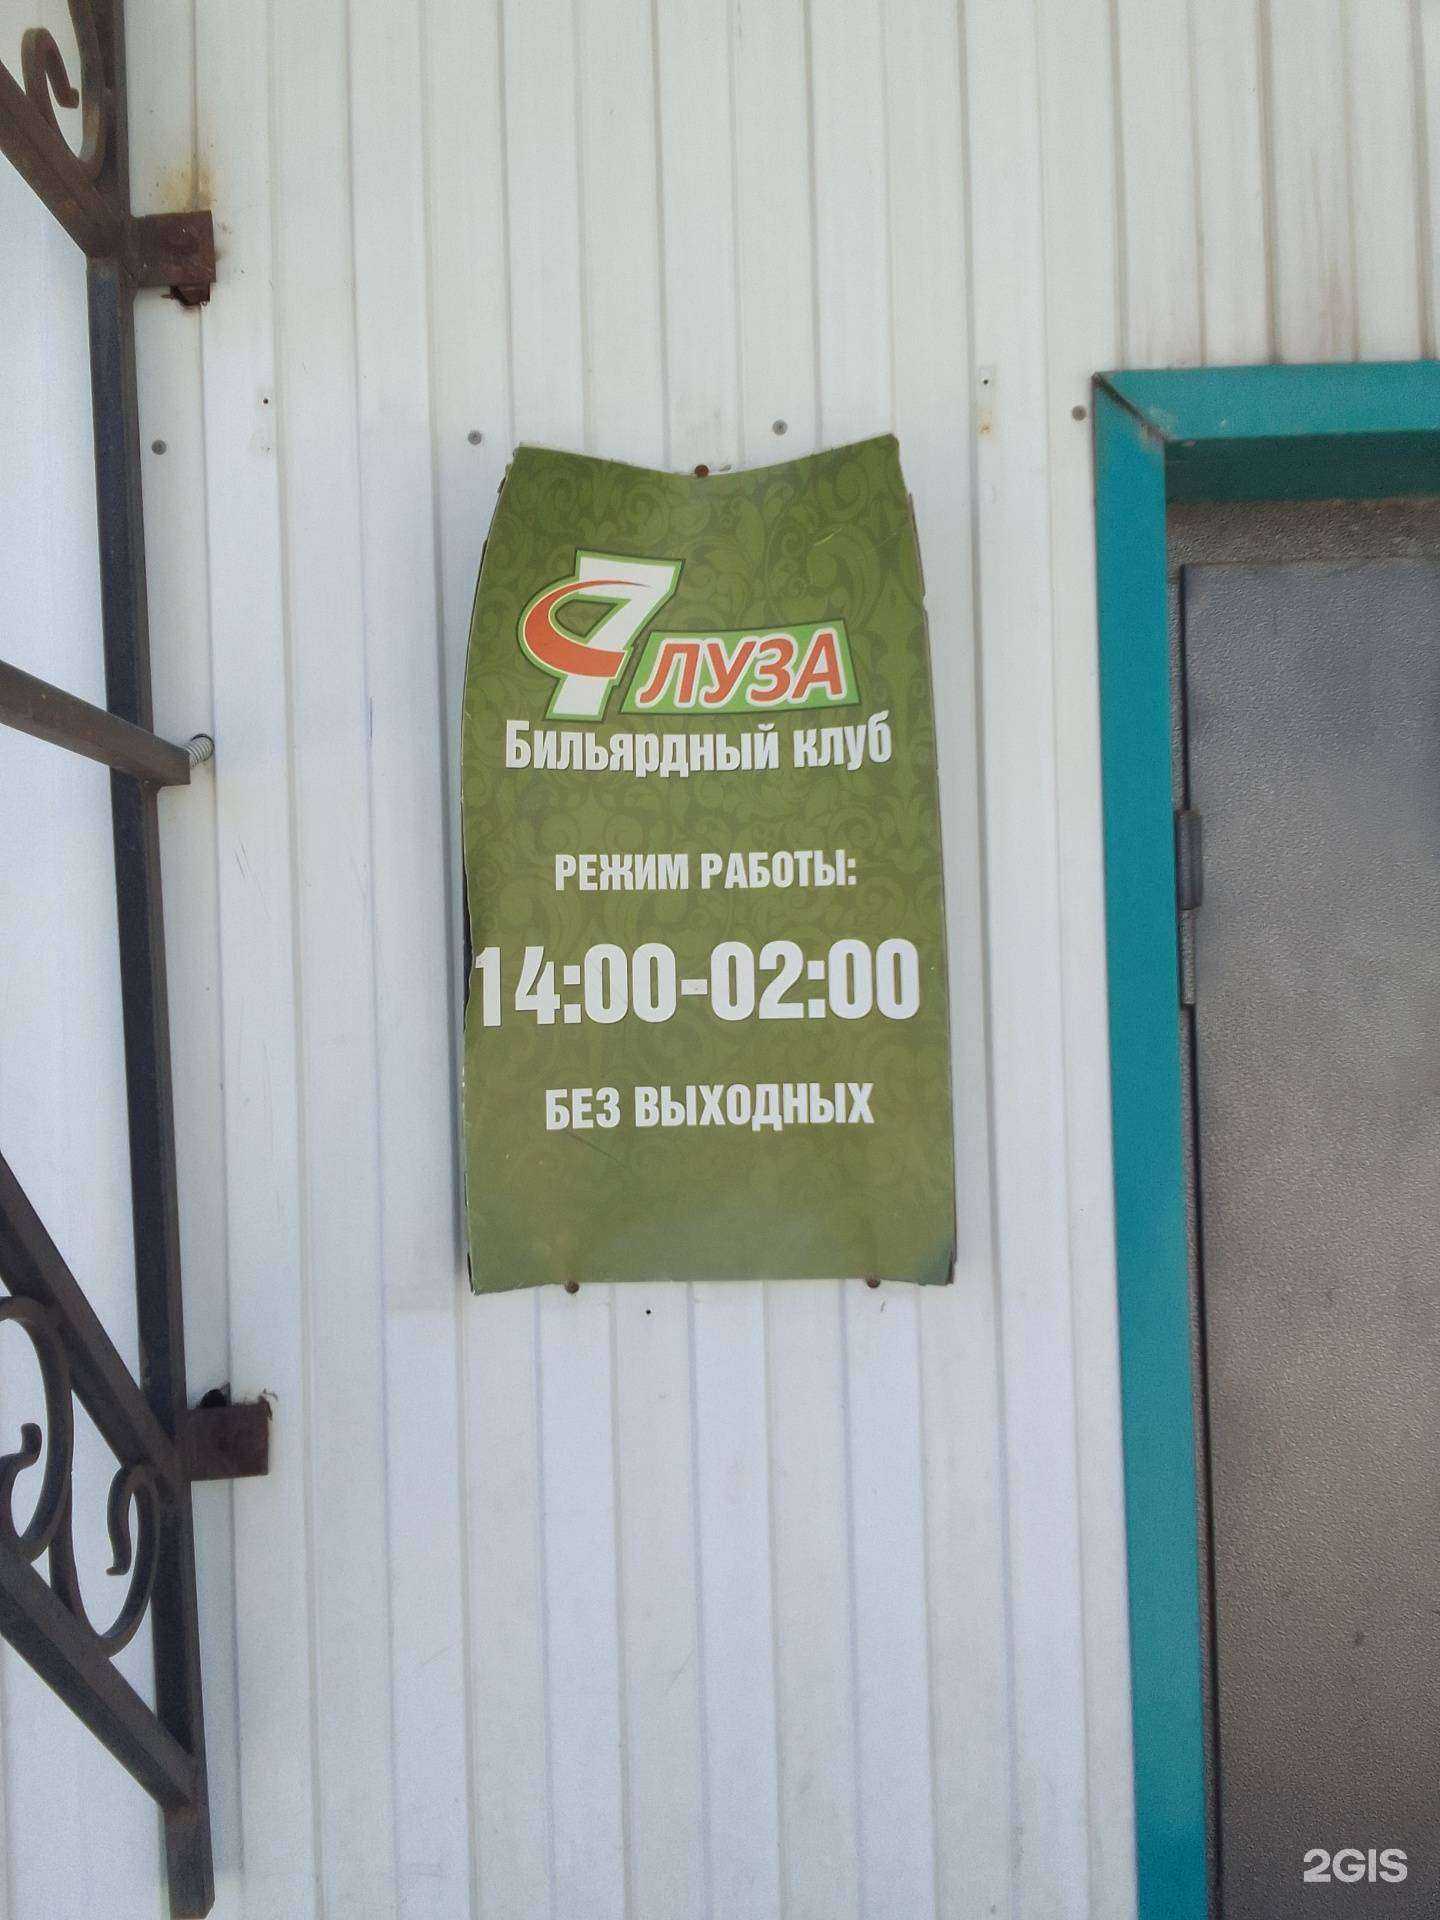 7 ЛУЗА
Бильярдный клуб
РЕЖИМ РАБОТЫ:
14:00-02:00
БЕЗ ВЫХОДНЫХ
2GIS